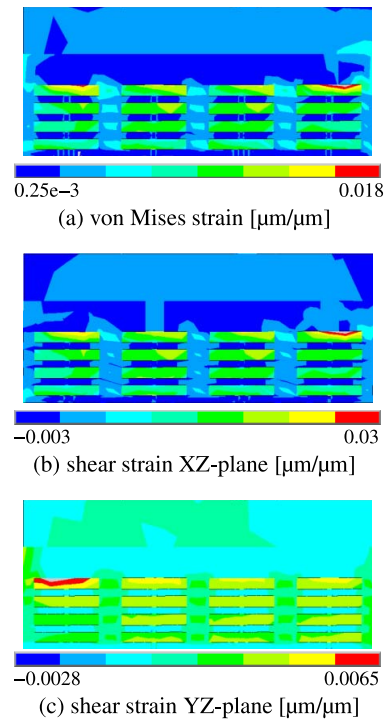 0.25e−3 0.018
(a) von Mises strain [μm/μm]
−0.003 0.03
(b) shear strain XZ-plane [μm/μm]
−0.0028 0.0065
(c) shear strain YZ-plane [μm/μm]